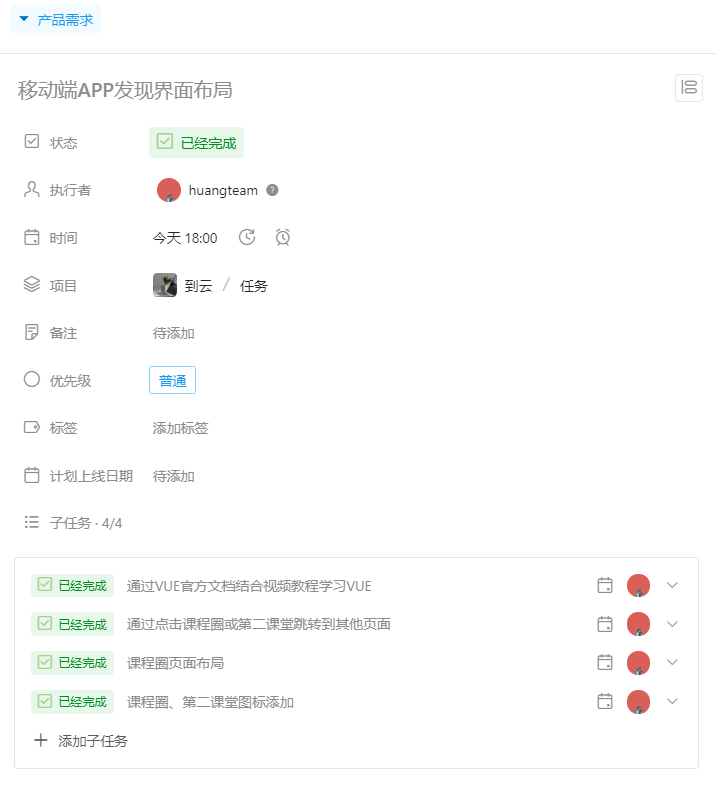 产品需求
移动端APP发现界面布局
状态 已经完成
执行者 huangteam ?
时间 今天 18:00
项目 到云 / 任务
备注 待添加
优先级 普通
标签 添加标签
计划上线日期 待添加
子任务 · 4/4
已经完成 通过VUE官方文档结合视频教程学习VUE
已经完成 通过点击课程圈或第二课堂跳转到其他页面
已经完成 课程圈页面布局
已经完成 课程圈、第二课堂图标添加
添加子任务